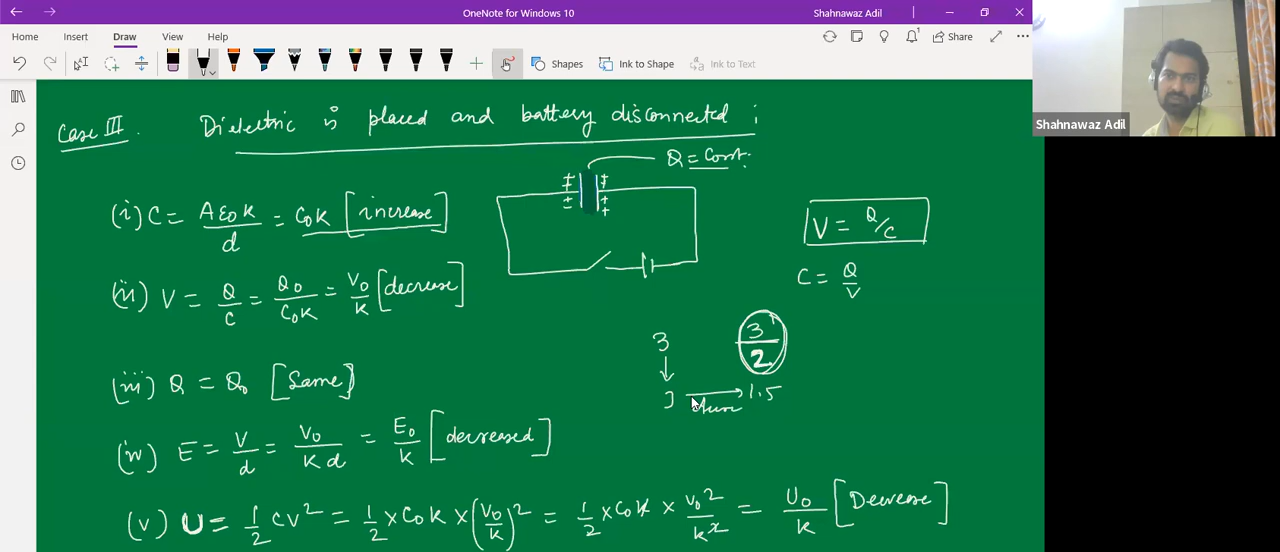 OneNote for Windows 10
Shahnawaz Adil
Home Insert Draw View Help
Share
Shapes Ink to Shape Ink to Text
Shahnawaz Adil
Case III. Dielectric is placed and battery disconnected :
Q = Const.
(i) C = Aε0k/d = C0k [increase]
V = Q/C
C = Q/V
(ii) V = Q/C = Q0/C0k = V0/k [decrease]
3 3/2
1.5
(iii) Q = Q0 [Same]
(iv) E = V/d = V0/kd = E0/k [decreased]
(v) U = 1/2 CV² = 1/2 × C0k × (V0/k)² = 1/2 × C0k × V0²/k² = U0/k [Decrease]